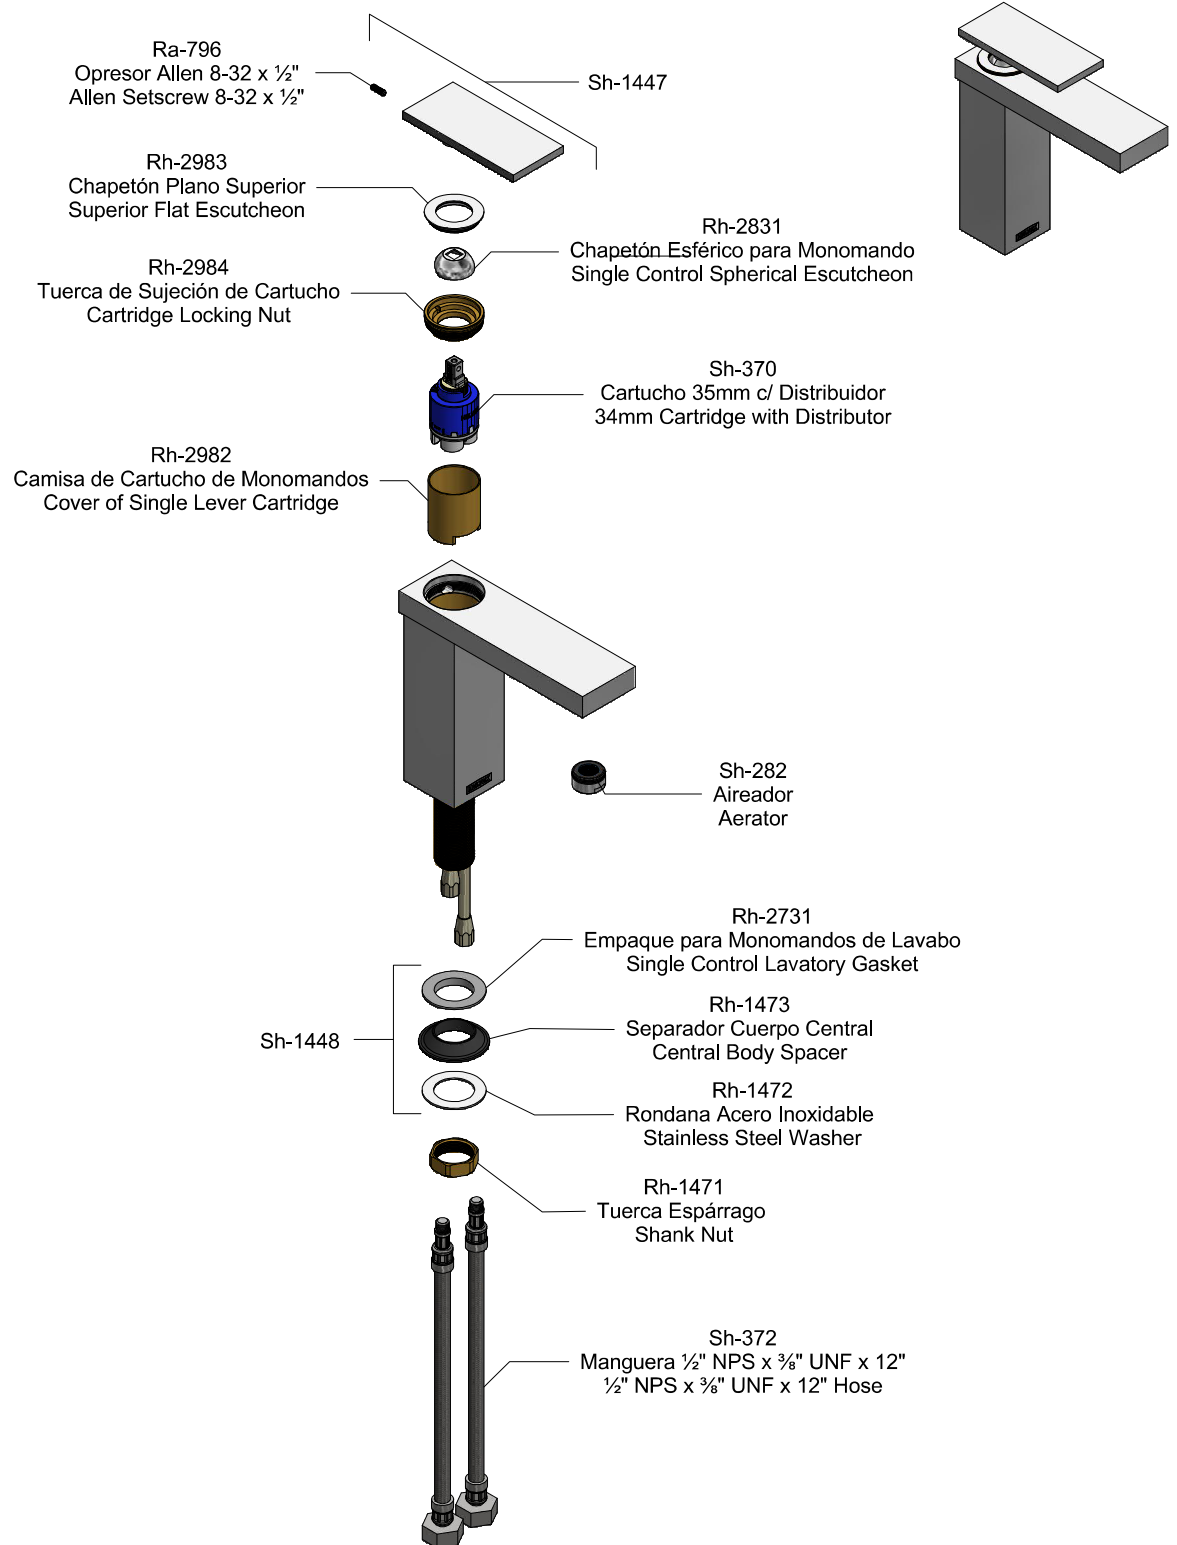 Ra-796
Opresor Allen 8-32 x ½"
Allen Setscrew 8-32 x ½"
Sh-1447
Rh-2983
Chapetón Plano Superior
Superior Flat Escutcheon
Rh-2831
Chapetón Esférico para Monomando
Single Control Spherical Escutcheon
Rh-2984
Tuerca de Sujeción de Cartucho
Cartridge Locking Nut
Sh-370
Cartucho 35mm c/ Distribuidor
34mm Cartridge with Distributor
Rh-2982
Camisa de Cartucho de Monomandos
Cover of Single Lever Cartridge
Sh-282
Aireador
Aerator
Rh-2731
Empaque para Monomandos de Lavabo
Single Control Lavatory Gasket
Sh-1448
Rh-1473
Separador Cuerpo Central
Central Body Spacer
Rh-1472
Rondana Acero Inoxidable
Stainless Steel Washer
Rh-1471
Tuerca Espárrago
Shank Nut
Sh-372
Manguera ½" NPS x ⅜" UNF x 12"
½" NPS x ⅜" UNF x 12" Hose